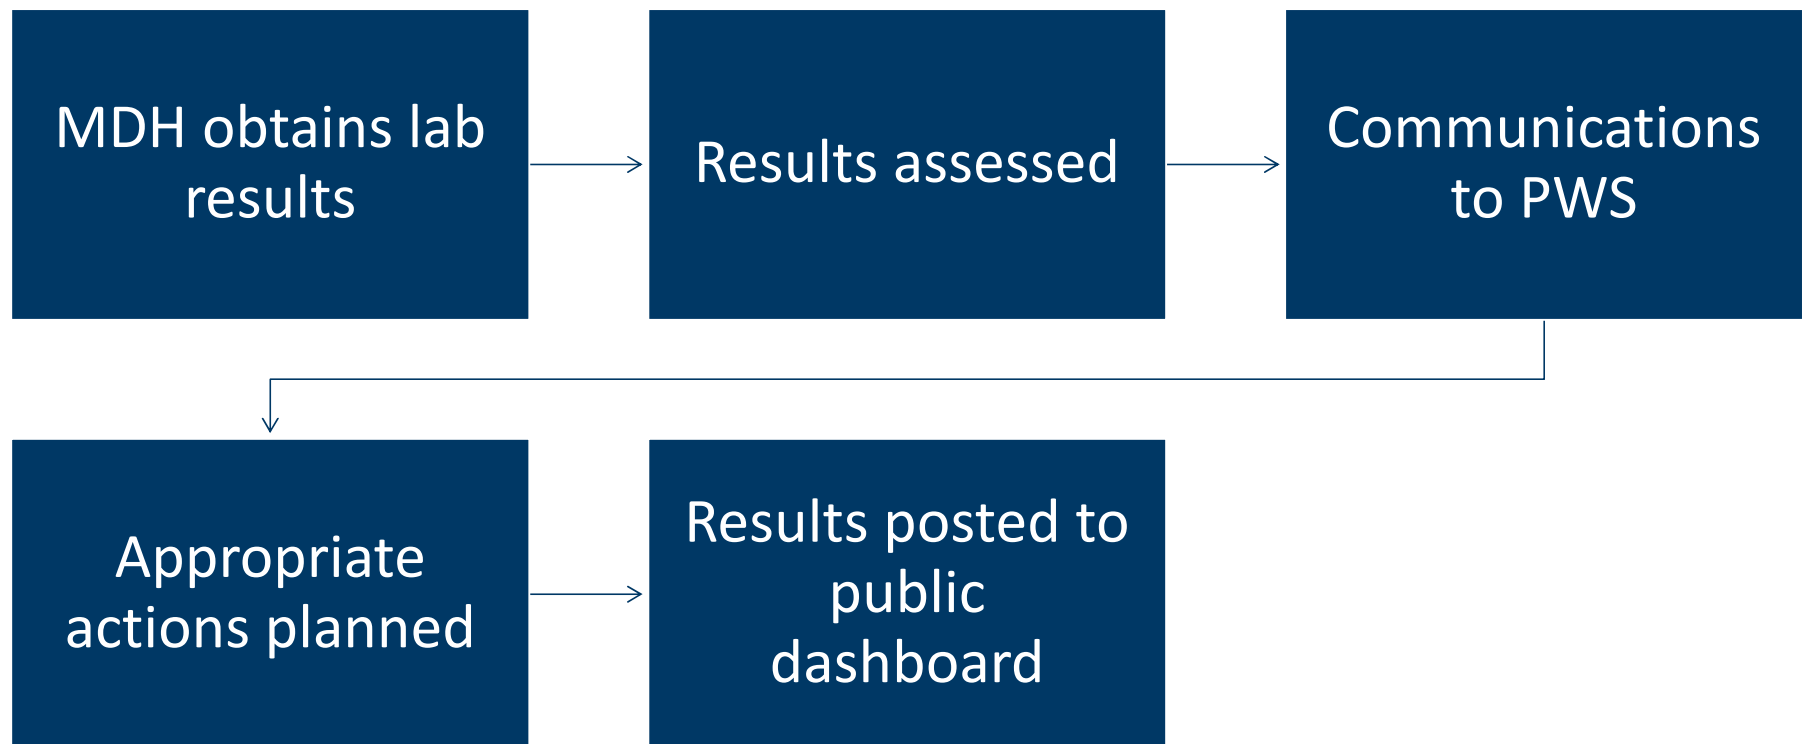 MDH obtains lab
results
Results assessed
Communications
to PWS
Appropriate
actions planned
Results posted to
public
dashboard